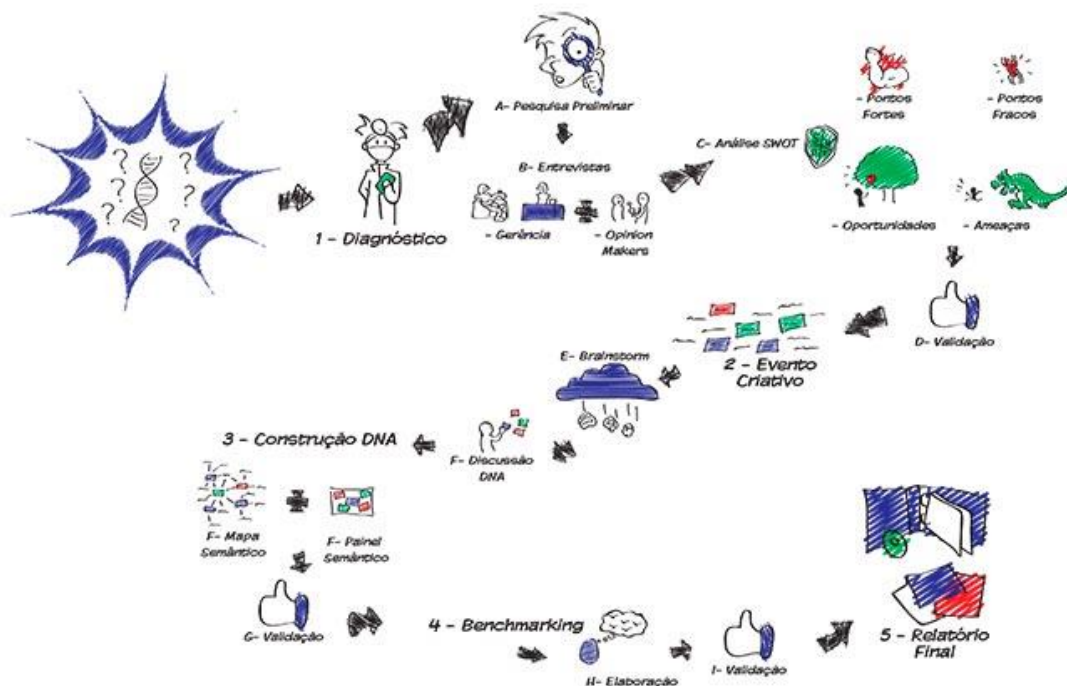 A- Pesquisa Preliminar
B- Entrevistas
- Gerência
- Opinion
Makers
1 - Diagnóstico
C- Análise SWOT
- Pontos
Fortes
- Pontos
Fracos
- Oportunidades
- Ameaças
D- Validação
2 - Evento
Criativo
E- Brainstorm
F- Discussão
DNA
3 - Construção DNA
F- Mapa
Semântico
F- Painel
Semântico
G- Validação
4 - Benchmarking
H- Elaboração
I- Validação
5 - Relatório
Final